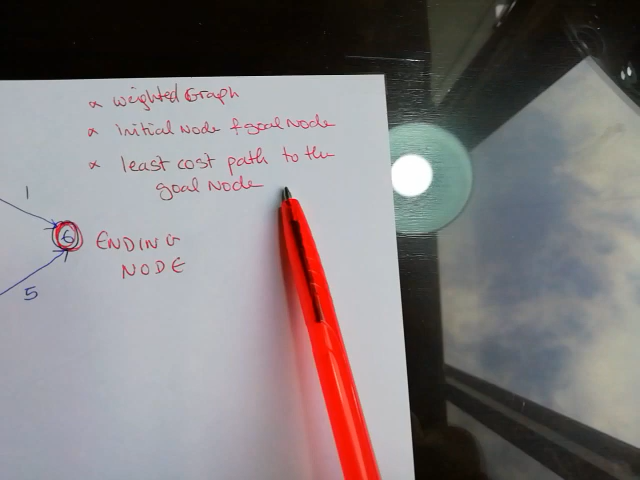 × weighted Graph
× Initial Node & goal Node
× least cost path to the
goal Node
1
6
ENDING
NODE
5